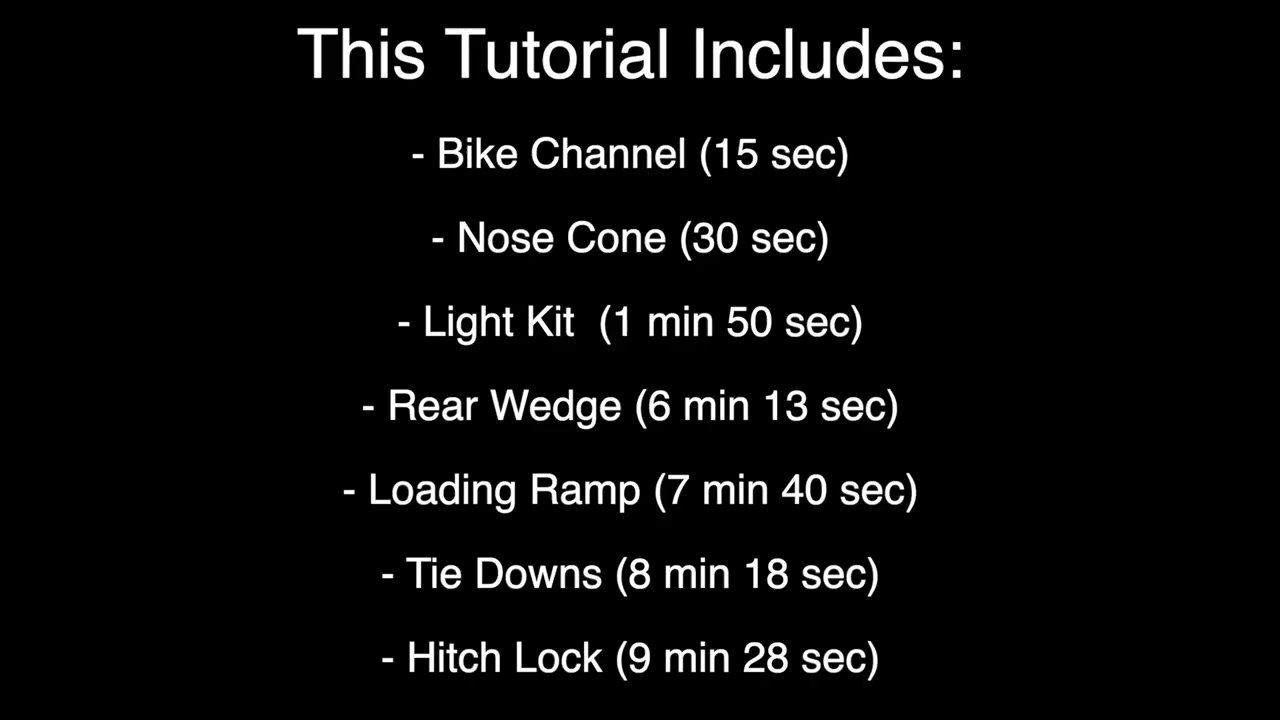 This Tutorial Includes:
- Bike Channel (15 sec)
- Nose Cone (30 sec)
- Light Kit  (1 min 50 sec)
- Rear Wedge (6 min 13 sec)
- Loading Ramp (7 min 40 sec)
- Tie Downs (8 min 18 sec)
- Hitch Lock (9 min 28 sec)